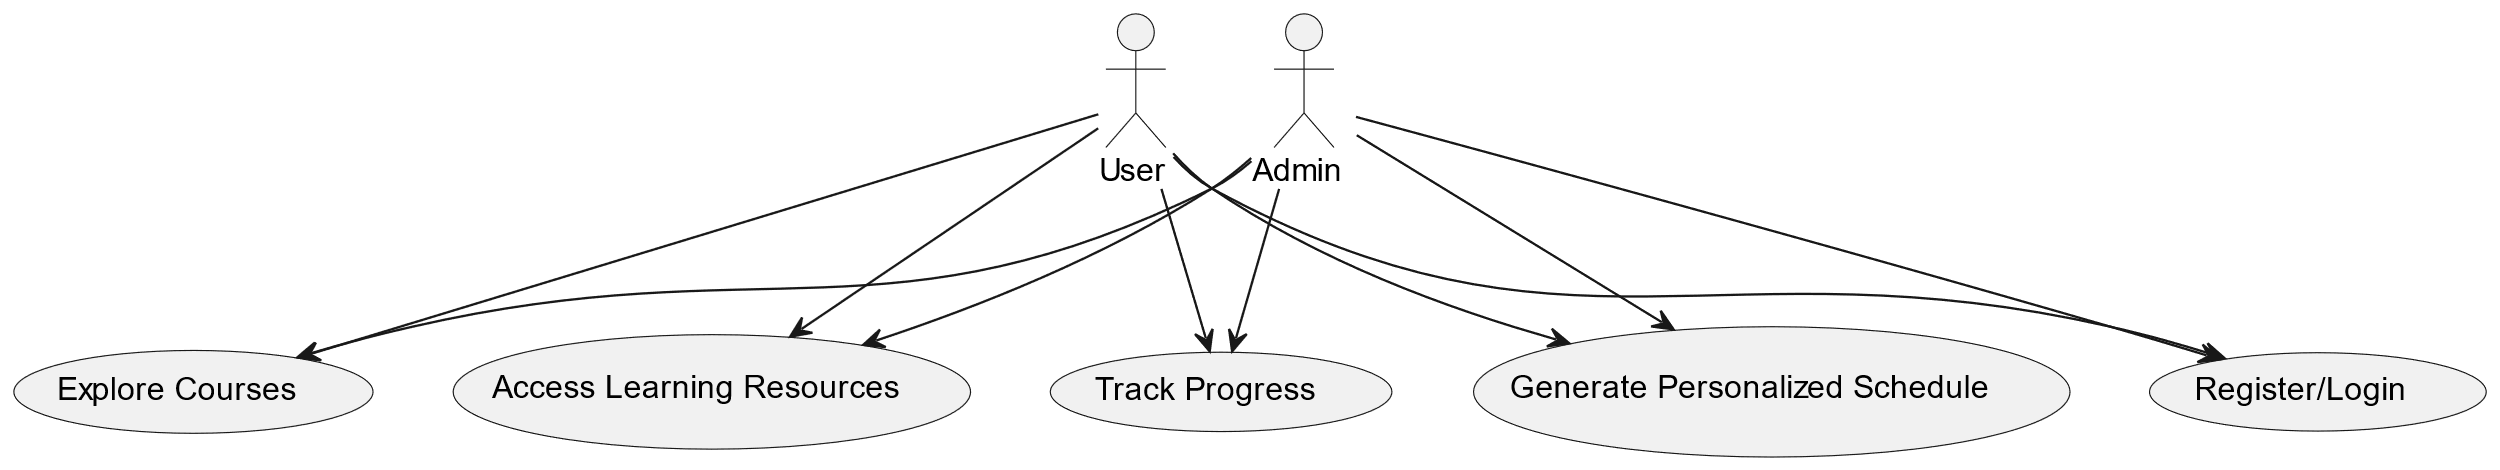 User
Admin
Explore Courses
Access Learning Resources
Track Progress
Generate Personalized Schedule
Register/Login